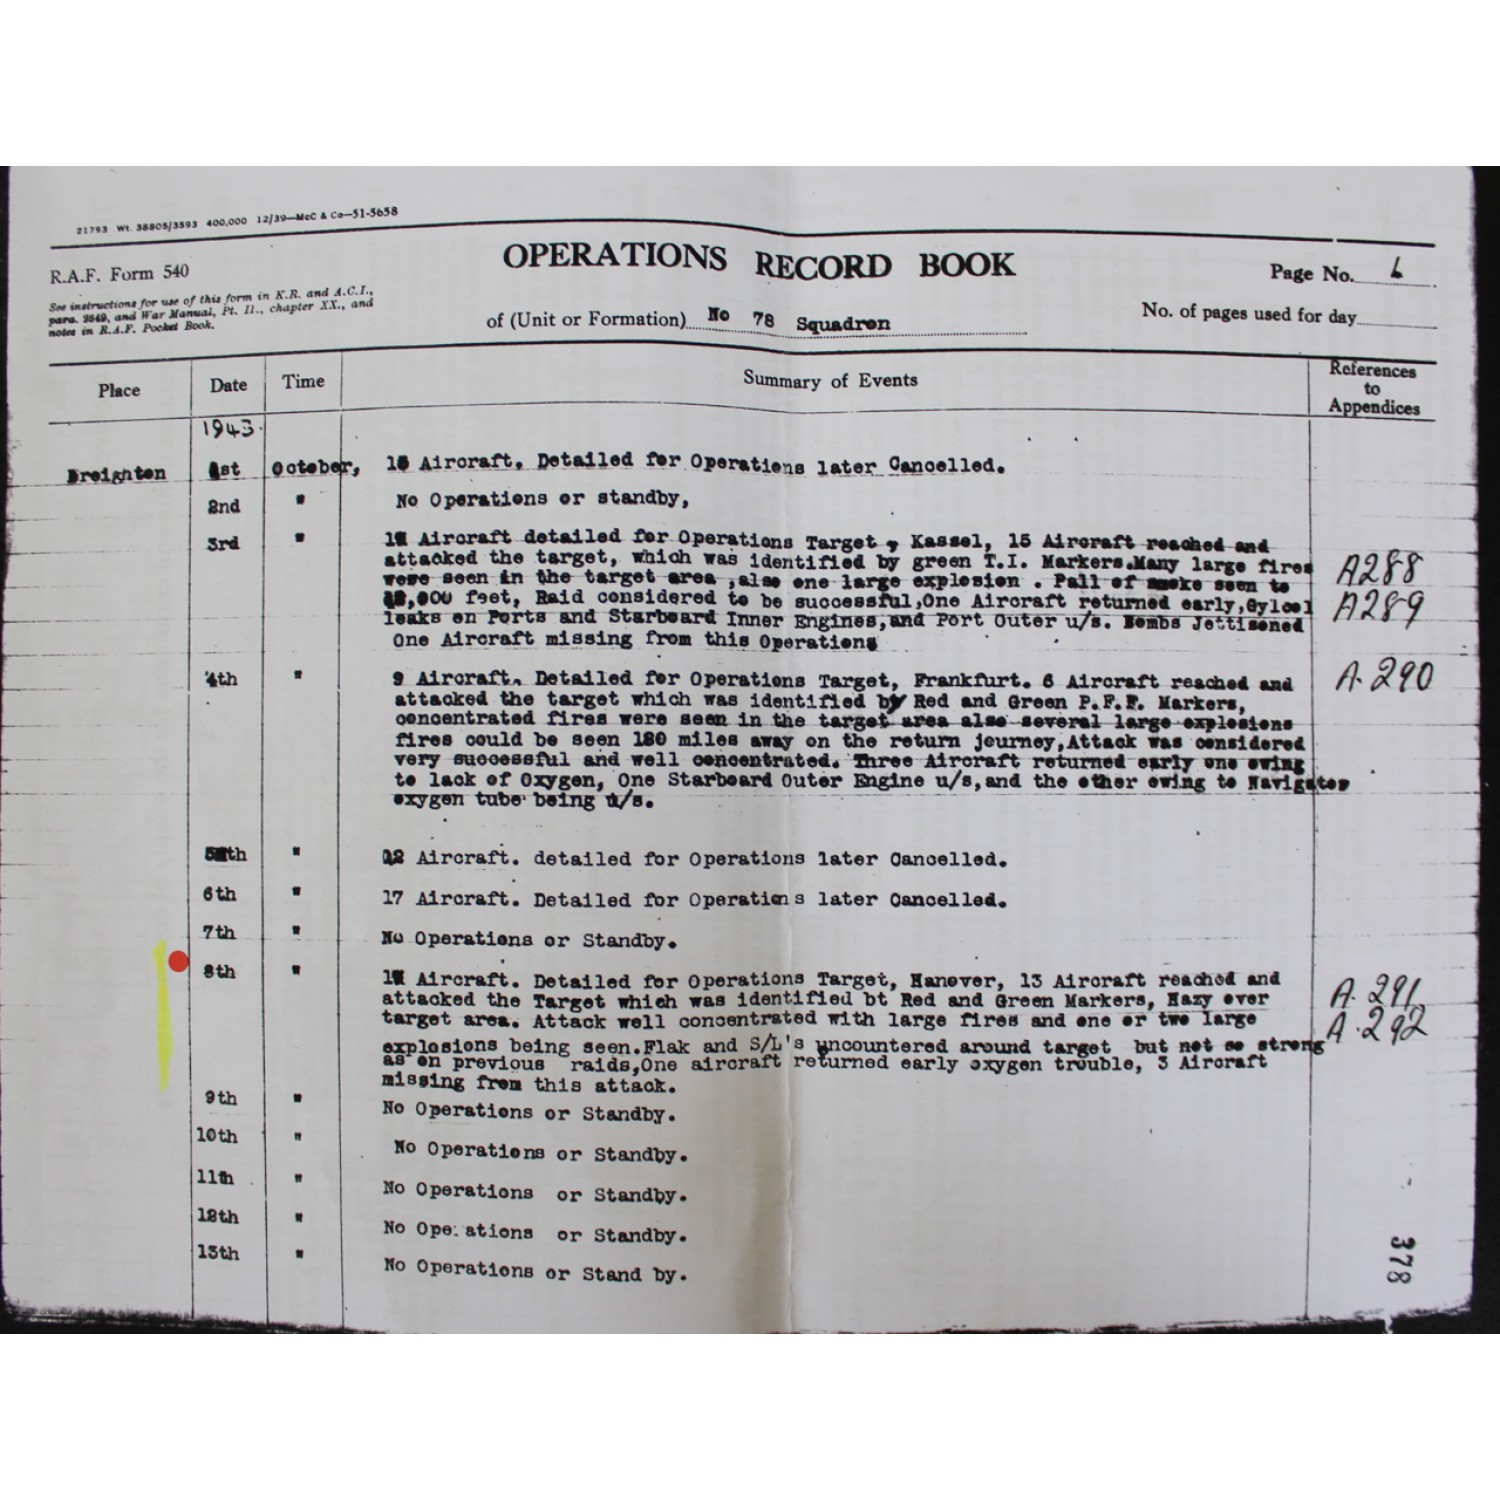 21793 Wt. 38805/3593 400,000 12/39—McC & Co—51-5658
R.A.F. Form 540
See instructions for use of this form in K.R. and A.C.I.,
para. 2349, and War Manual, Pt. II., chapter XX., and
notes in R.A.F. Pocket Book.
OPERATIONS RECORD BOOK
of (Unit or Formation) No 78 Squadron
Page No.
No. of pages used for day
Place Date Time Summary of Events References to Appendices
1943.
Breighton 1st October, Aircraft. Detailed for Operations later Cancelled.
2nd " No Operations or standby,
3rd " Aircraft detailed for Operations Target, Kassel, 15 Aircraft reached and
attacked the target, which was identified by green T.I. Markers.Many large fires
were seen in the target area ,also one large explosion . Pall of smoke seen to A288
feet, Raid considered to be successful,One Aircraft returned early,Gylcol A289
leaks on Ports and Starboard Inner Engines,and Port Outer u/s. Bombs Jettisoned
One Aircraft missing from this Operations
4th " 9 Aircraft. Detailed for Operations Target, Frankfurt. 6 Aircraft reached and A.290
attacked the target which was identified by Red and Green P.F.F. Markers,
concentrated fires were seen in the target area also several large explosions
fires could be seen 180 miles away on the return journey,Attack was considered
very successful and well concentrated. Three Aircraft returned early one owing
to lack of Oxygen, One Starboard Outer Engine u/s,and the other owing to Navigator
oxygen tube being u/s.
5th " 12 Aircraft. detailed for Operations later Cancelled.
6th " 17 Aircraft. Detailed for Operations later Cancelled.
7th " No Operations or Standby.
8th " Aircraft. Detailed for Operations Target, Hanover, 13 Aircraft reached and
attacked the Target which was identified bt Red and Green Markers, Hazy over A.291
target area. Attack well concentrated with large fires and one or two large A.292
explosions being seen.Flak and S/L's uncountered around target but not so strong
as on previous raids,One aircraft returned early oxygen trouble, 3 Aircraft
missing from this attack.
9th " No Operations or Standby.
10th " No Operations or Standby.
11th " No Operations or Standby.
12th " No Ope: ations or Standby.
13th " No Operations or Stand by.
378